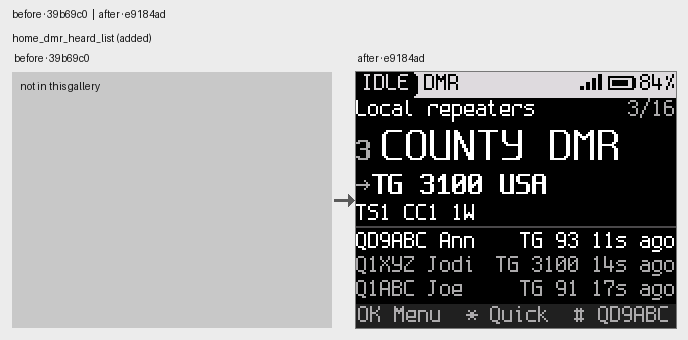 before · 39b69c0 | after · e9184ad
home_dmr_heard_list (added)
before · 39b69c0
not in this gallery
after · e9184ad
IDLE DMR 84%
Local repeaters 3/16
3 COUNTY DMR
→TG 3100 USA
TS1 CC1 1W
QD9ABC Ann TG 93 11s ago
Q1XYZ Jodi TG 3100 14s ago
Q1ABC Joe TG 91 17s ago
OK Menu * Quick # QD9ABC